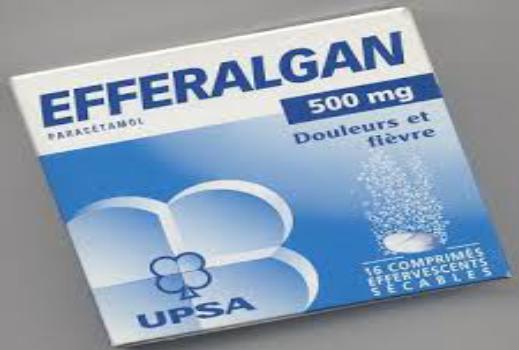 EFFERALGAN
PARACÉTAMOL
500 mg
Douleurs et
fièvre
16 COMPRIMÉS
EFFERVESCENTS
SÉCABLES
UPSA